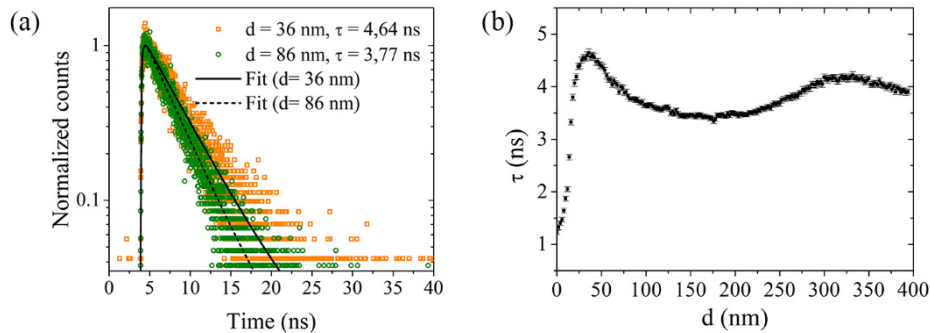 (a)
d = 36 nm, τ = 4,64 ns
d = 86 nm, τ = 3,77 ns
Fit (d= 36 nm)
Fit (d= 86 nm)
Normalized counts
1
0.1
0 5 10 15 20 25 30 35 40
Time (ns)
(b)
τ (ns)
5
4
3
2
1
0 50 100 150 200 250 300 350 400
d (nm)